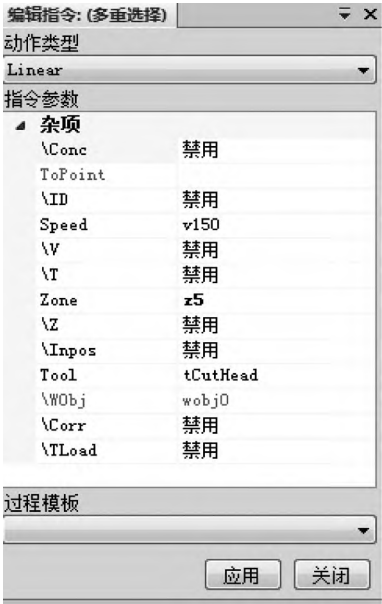 编辑指令: (多重选择)
动作类型
Linear
指令参数
杂项
\Conc 禁用
ToPoint
\ID 禁用
Speed v150
\V 禁用
\T 禁用
Zone z5
\Z 禁用
\Inpos 禁用
Tool tCutHead
\WObj wobj0
\Corr 禁用
\TLoad 禁用
过程模板
应用 关闭